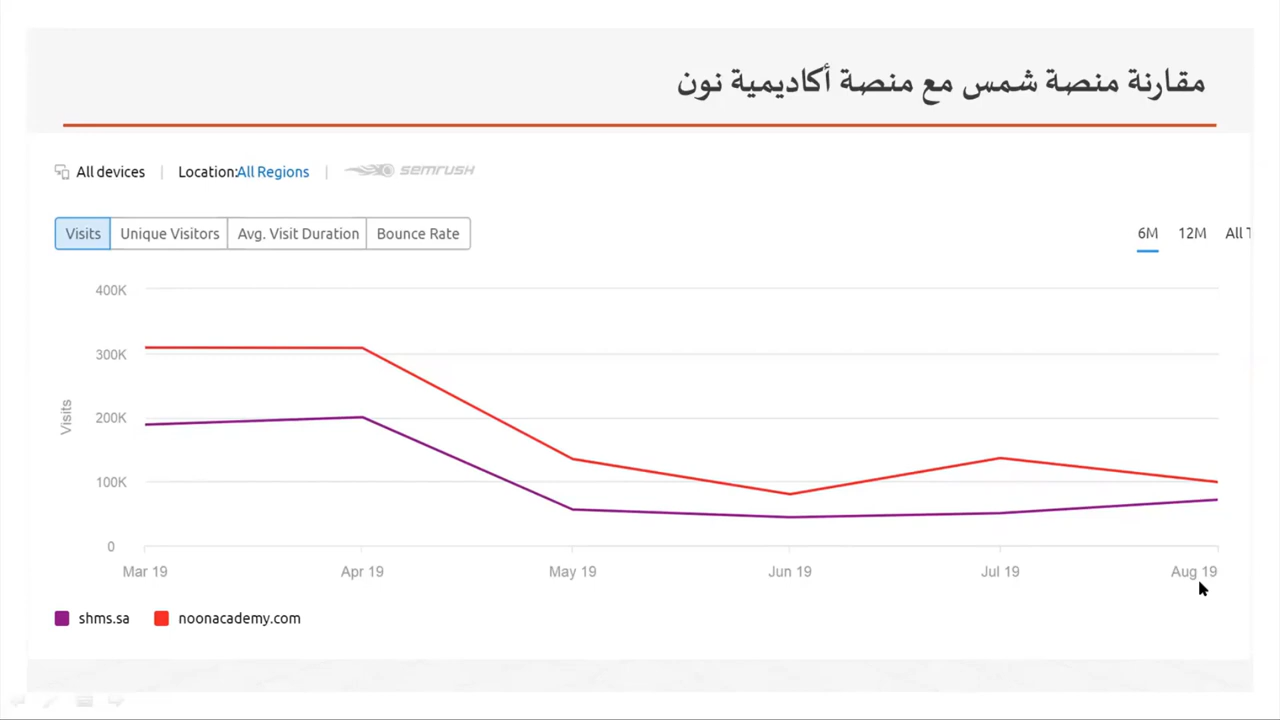 مقارنة منصة شمس مع منصة أكاديمية نون
All devices | Location:All Regions | SEMRUSH
Visits Unique Visitors Avg. Visit Duration Bounce Rate 6M 12M All T
400K
300K
200K
100K
0
Visits
Mar 19 Apr 19 May 19 Jun 19 Jul 19 Aug 19
shms.sa noonacademy.com